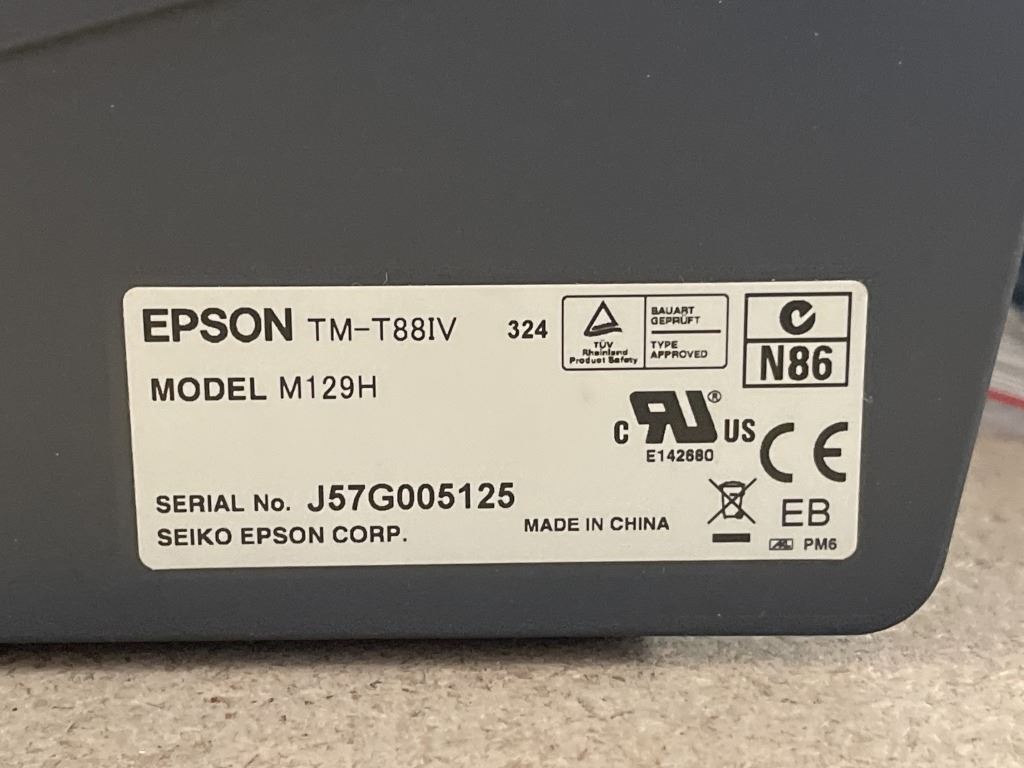 EPSON TM-T88IV 324
MODEL M129H
SERIAL No. J57G005125
SEIKO EPSON CORP.
MADE IN CHINA
TÜV
Rheinland
Product Safety
BAUART
GEPRÜFT
TYPE
APPROVED
N86
C RU® US
E142680
CE
EB
PM6